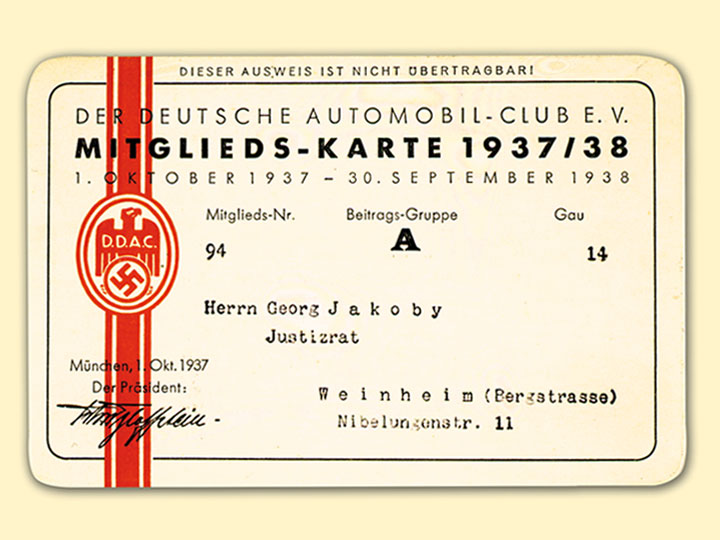 DIESER AUSWEIS IST NICHT ÜBERTRAGBAR!
DER DEUTSCHE AUTOMOBIL-CLUB E.V.
MITGLIEDS-KARTE 1937/38
1. OKTOBER 1937 – 30. SEPTEMBER 1938
Mitglieds-Nr. Beitrags-Gruppe Gau
94 A 14
D.D.A.C.
Herrn Georg Jakoby
Justizrat
München, 1. Okt. 1937
Der Präsident:
Weinheim (Bergstrasse)
Nibelungenstr. 11